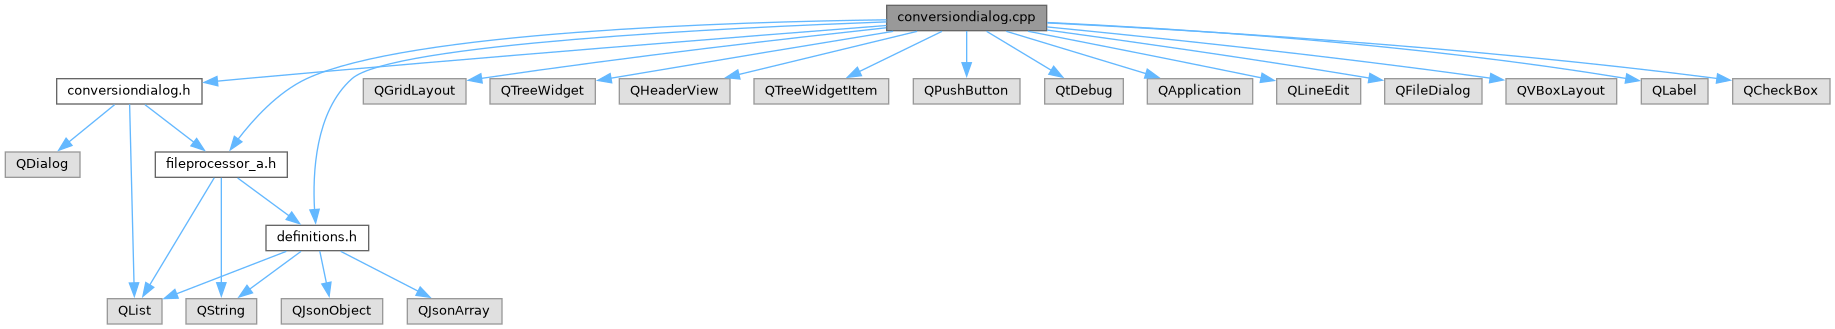 conversiondialog.cpp
conversiondialog.h
QGridLayout
QTreeWidget
QHeaderView
QTreeWidgetItem
QPushButton
QtDebug
QApplication
QLineEdit
QFileDialog
QVBoxLayout
QLabel
QCheckBox
QDialog
fileprocessor_a.h
definitions.h
QList
QString
QJsonObject
QJsonArray